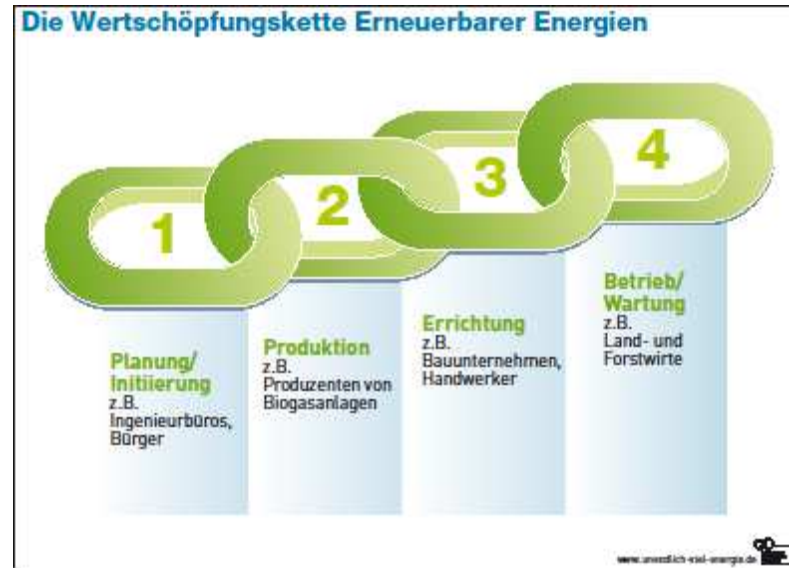 Die Wertschöpfungskette Erneuerbarer Energien
1
2
3
4
Planung/
Initiierung
z.B.
Ingenieurbüros,
Bürger
Produktion
z.B.
Produzenten von
Biogasanlagen
Errichtung
z.B.
Bauunternehmen,
Handwerker
Betrieb/
Wartung
z.B.
Land- und
Forstwirte
www.unendlich-viel-energie.de